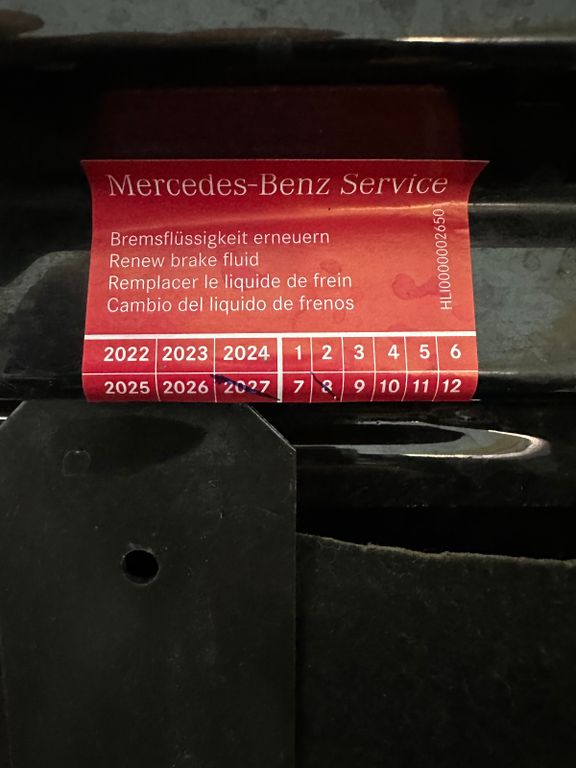 Mercedes-Benz Service
Bremsflüssigkeit erneuern
Renew brake fluid
Remplacer le liquide de frein
Cambio del liquido de frenos
HLI0000002650
2022 2023 2024 1 2 3 4 5 6
2025 2026 2027 7 8 9 10 11 12